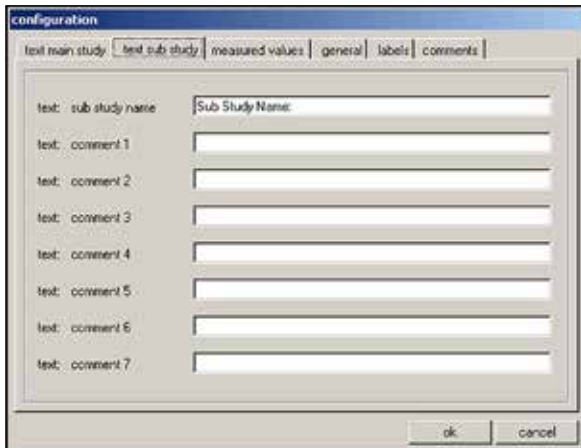 configuration
text main study text sub study measured values general labels comments
text: sub study name Sub Study Name:
text: comment 1
text: comment 2
text: comment 3
text: comment 4
text: comment 5
text: comment 6
text: comment 7
ok cancel